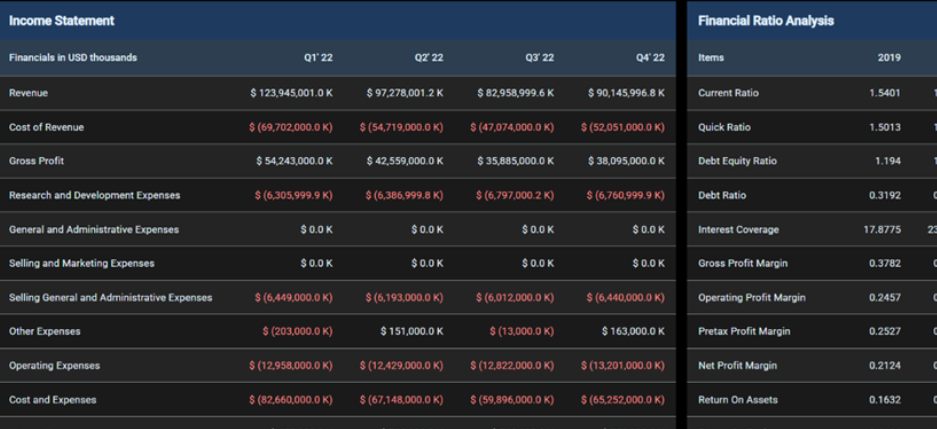 Income Statement
Financials in USD thousands Q1' 22 Q2' 22 Q3' 22 Q4' 22
Revenue $ 123,945,001.0 K $ 97,278,001.2 K $ 82,958,999.6 K $ 90,145,996.8 K
Cost of Revenue $ (69,702,000.0 K) $ (54,719,000.0 K) $ (47,074,000.0 K) $ (52,051,000.0 K)
Gross Profit $ 54,243,000.0 K $ 42,559,000.0 K $ 35,885,000.0 K $ 38,095,000.0 K
Research and Development Expenses $ (6,305,999.9 K) $ (6,386,999.8 K) $ (6,797,000.2 K) $ (6,760,999.9 K)
General and Administrative Expenses $ 0.0 K $ 0.0 K $ 0.0 K $ 0.0 K
Selling and Marketing Expenses $ 0.0 K $ 0.0 K $ 0.0 K $ 0.0 K
Selling General and Administrative Expenses $ (6,449,000.0 K) $ (6,193,000.0 K) $ (6,012,000.0 K) $ (6,440,000.0 K)
Other Expenses $ (203,000.0 K) $ 151,000.0 K $ (13,000.0 K) $ 163,000.0 K
Operating Expenses $ (12,958,000.0 K) $ (12,429,000.0 K) $ (12,822,000.0 K) $ (13,201,000.0 K)
Cost and Expenses $ (82,660,000.0 K) $ (67,148,000.0 K) $ (59,896,000.0 K) $ (65,252,000.0 K)
Financial Ratio Analysis
Items 2019
Current Ratio 1.5401
Quick Ratio 1.5013
Debt Equity Ratio 1.194
Debt Ratio 0.3192
Interest Coverage 17.8775
Gross Profit Margin 0.3782
Operating Profit Margin 0.2457
Pretax Profit Margin 0.2527
Net Profit Margin 0.2124
Return On Assets 0.1632